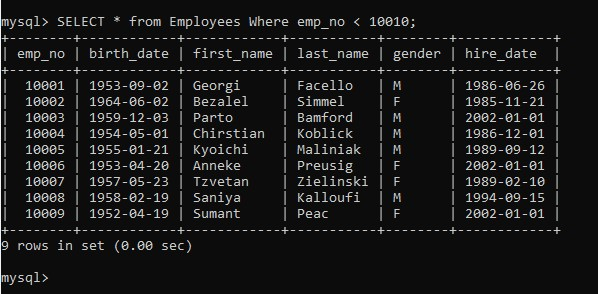 mysql> SELECT * from Employees Where emp_no < 10010;
+--------+------------+------------+-----------+--------+------------+
| emp_no | birth_date | first_name | last_name | gender | hire_date  |
+--------+------------+------------+-----------+--------+------------+
|  10001 | 1953-09-02 | Georgi     | Facello   | M      | 1986-06-26 |
|  10002 | 1964-06-02 | Bezalel    | Simmel    | F      | 1985-11-21 |
|  10003 | 1959-12-03 | Parto      | Bamford   | M      | 2002-01-01 |
|  10004 | 1954-05-01 | Chirstian  | Koblick   | M      | 1986-12-01 |
|  10005 | 1955-01-21 | Kyoichi    | Maliniak  | M      | 1989-09-12 |
|  10006 | 1953-04-20 | Anneke     | Preusig   | F      | 2002-01-01 |
|  10007 | 1957-05-23 | Tzvetan    | Zielinski | F      | 1989-02-10 |
|  10008 | 1958-02-19 | Saniya     | Kalloufi  | M      | 1994-09-15 |
|  10009 | 1952-04-19 | Sumant     | Peac      | F      | 2002-01-01 |
+--------+------------+------------+-----------+--------+------------+
9 rows in set (0.00 sec)
mysql>